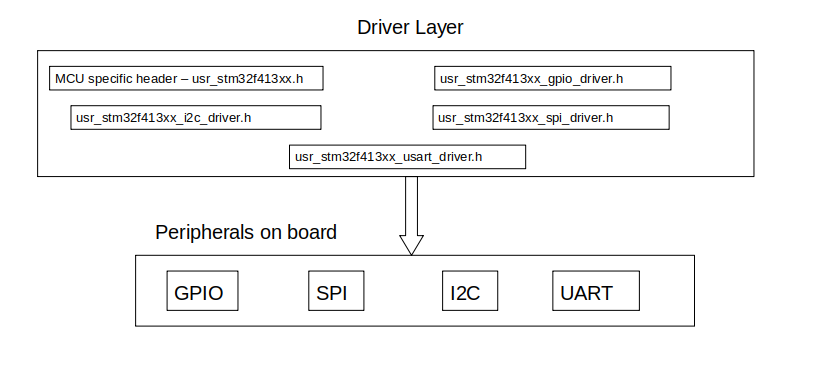 Driver Layer
MCU specific header – usr_stm32f413xx.h
usr_stm32f413xx_gpio_driver.h
usr_stm32f413xx_i2c_driver.h
usr_stm32f413xx_spi_driver.h
usr_stm32f413xx_usart_driver.h
Peripherals on board
GPIO
SPI
I2C
UART